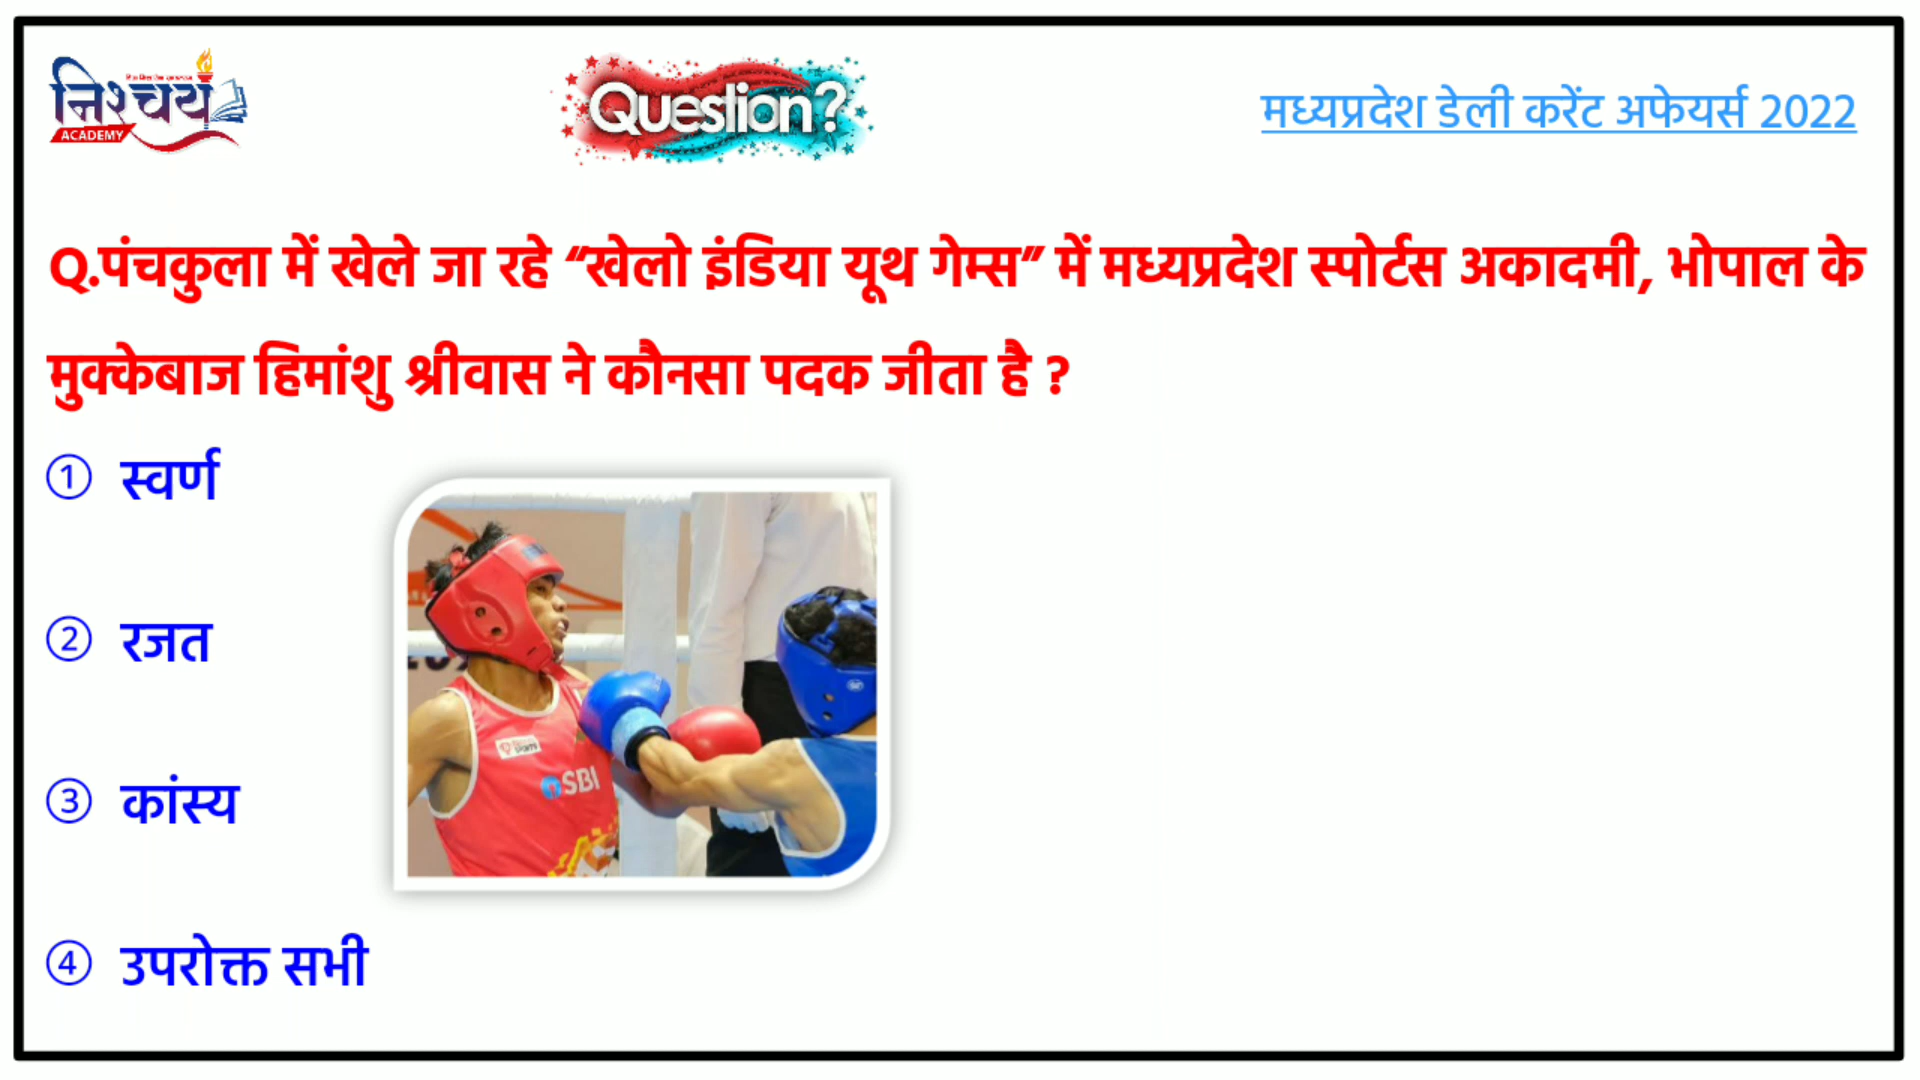 निश्चय
ACADEMY
Question?
मध्यप्रदेश डेली करेंट अफेयर्स 2022
Q.पंचकुला में खेले जा रहे “खेलो इंडिया यूथ गेम्स” में मध्यप्रदेश स्पोर्टस अकादमी, भोपाल के
मुक्केबाज हिमांशु श्रीवास ने कौनसा पदक जीता है ?
① स्वर्ण
② रजत
③ कांस्य
④ उपरोक्त सभी
SBI